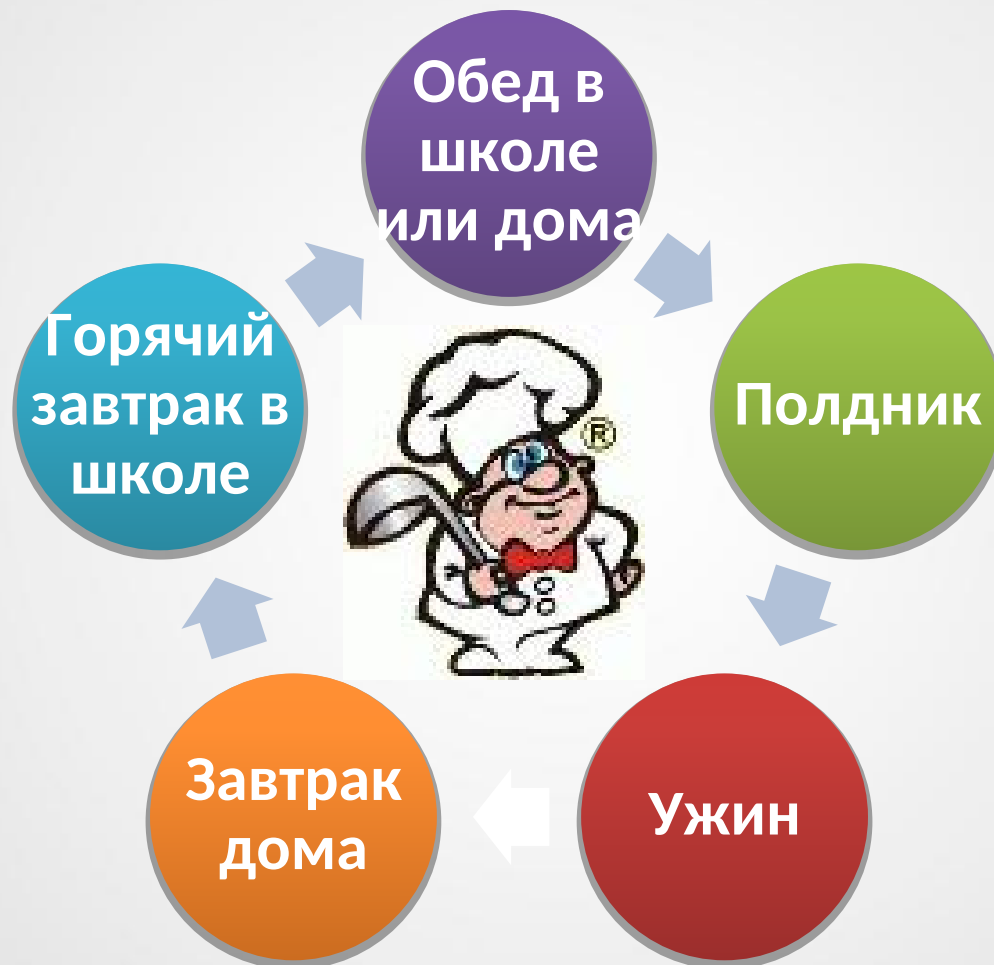 Обед в
школе
или дома
Горячий
завтрак в
школе
Полдник
®
Завтрак
дома
Ужин